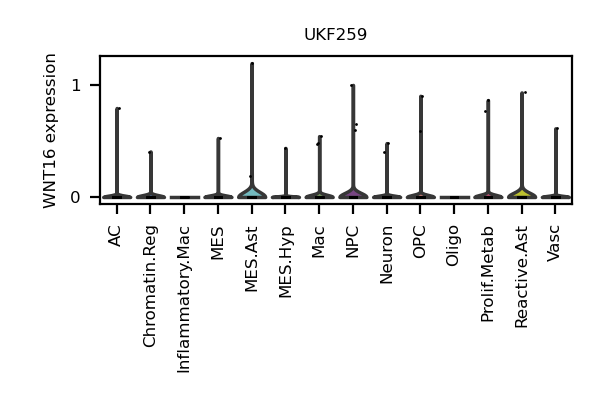 UKF259
WNT16 expression
1
0
AC
Chromatin.Reg
Inflammatory.Mac
MES
MES.Ast
MES.Hyp
Mac
NPC
Neuron
OPC
Oligo
Prolif.Metab
Reactive.Ast
Vasc